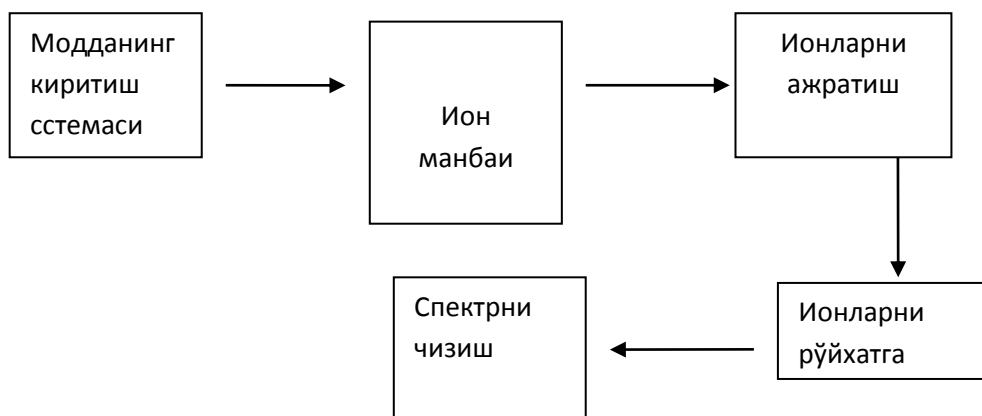 Модданинг
киритиш
сстемаси
Ион
манбаи
Ионларни
ажратиш
Ионларни
рўйхатга
Спектрни
чизиш